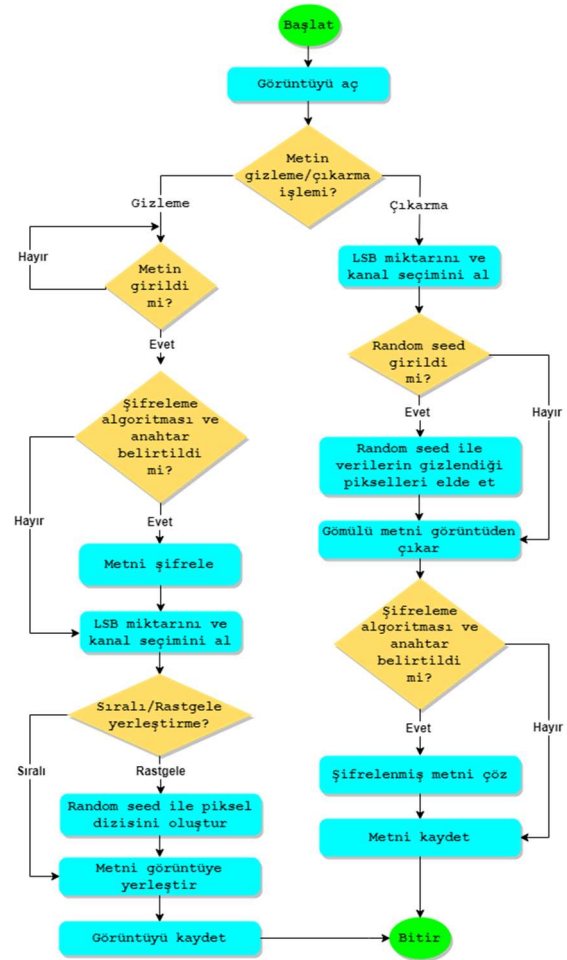 Başlat
Görüntüyü aç
Metin
gizleme/çıkarma
işlemi?
Gizleme
Hayır
Metin
girildi
mi?
Evet
Şifreleme
algoritması ve
anahtar
belirtildi
mi?
Hayır
Evet
Metni şifrele
LSB miktarını ve
kanal seçimini al
Sıralı/Rastgele
yerleştirme?
Sıralı
Rastgele
Random seed ile piksel
dizisini oluştur
Metni görüntüye
yerleştir
Görüntüyü kaydet
Çıkarma
LSB miktarını ve
kanal seçimini al
Random seed
girildi
mi?
Evet
Hayır
Random seed ile
verilerin gizlendiği
pikselleri elde et
Gömülü metni görüntüden
çıkar
Şifreleme
algoritması ve
anahtar
belirtildi
mi?
Evet
Hayır
Şifrelenmiş metni çöz
Metni kaydet
Bitir